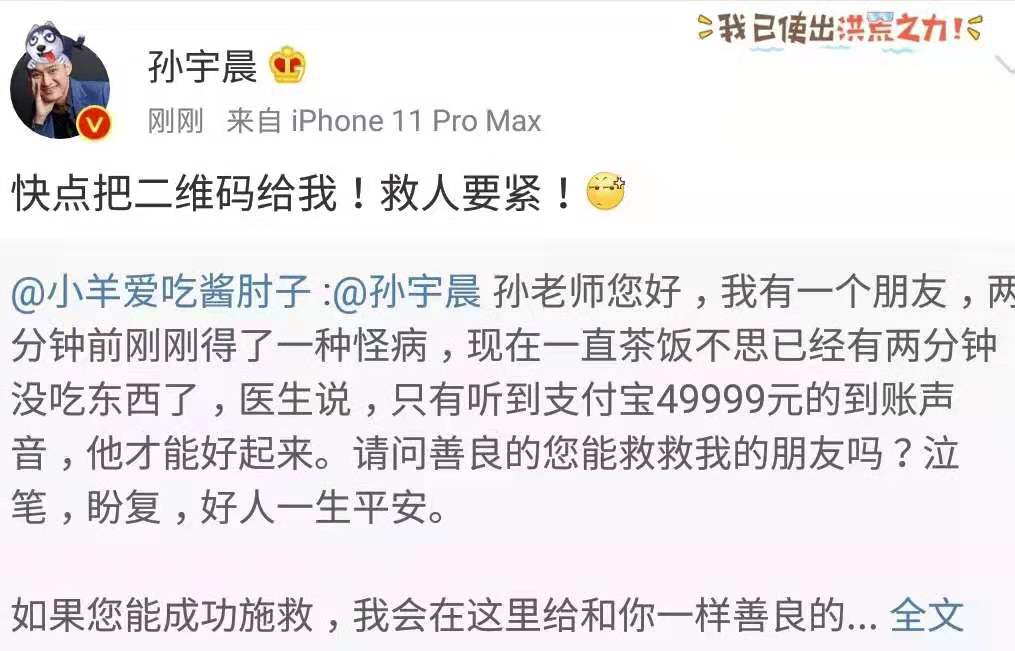 我已使出洪荒之力!
孙宇晨
刚刚 来自 iPhone 11 Pro Max
快点把二维码给我！救人要紧！
@小羊爱吃酱肘子 :@孙宇晨 孙老师您好，我有一个朋友，两
分钟前刚刚得了一种怪病，现在一直茶饭不思已经有两分钟
没吃东西了，医生说，只有听到支付宝49999元的到账声
音，他才能好起来。请问善良的您能救救我的朋友吗？泣
笔，盼复，好人一生平安。
如果您能成功施救，我会在这里给和你一样善良的... 全文